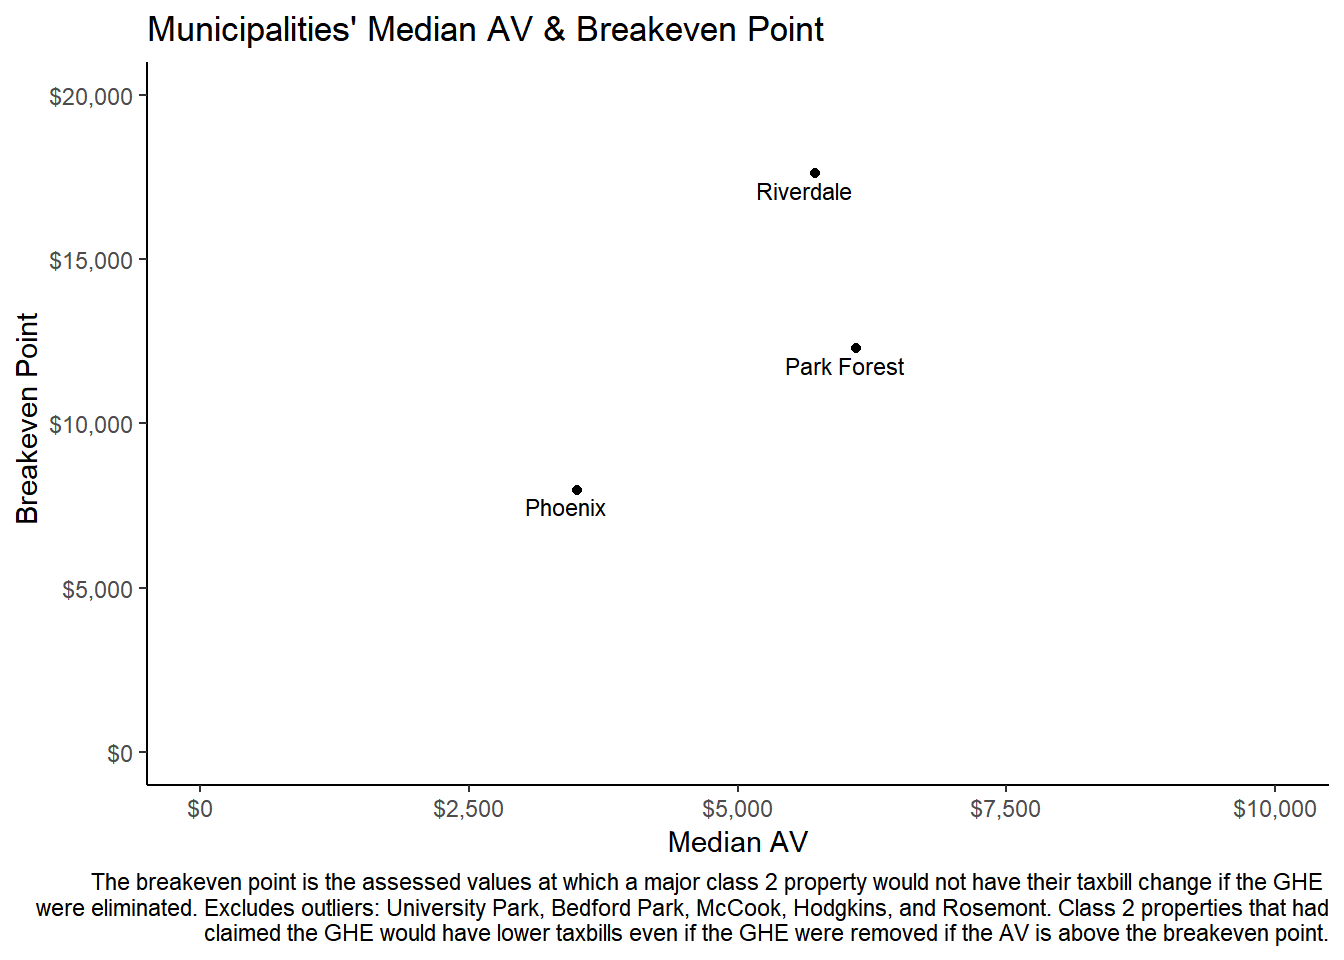 Municipalities' Median AV & Breakeven Point
$20,000
Riverdale
$15,000
Park Forest
Breakeven Point
$10,000
Phoenix
$5,000
$0
$0 $2,500 $5,000 $7,500 $10,000
Median AV
The breakeven point is the assessed values at which a major class 2 property would not have their taxbill change if the GHE
were eliminated. Excludes outliers: University Park, Bedford Park, McCook, Hodgkins, and Rosemont. Class 2 properties that had
claimed the GHE would have lower taxbills even if the GHE were removed if the AV is above the breakeven point.